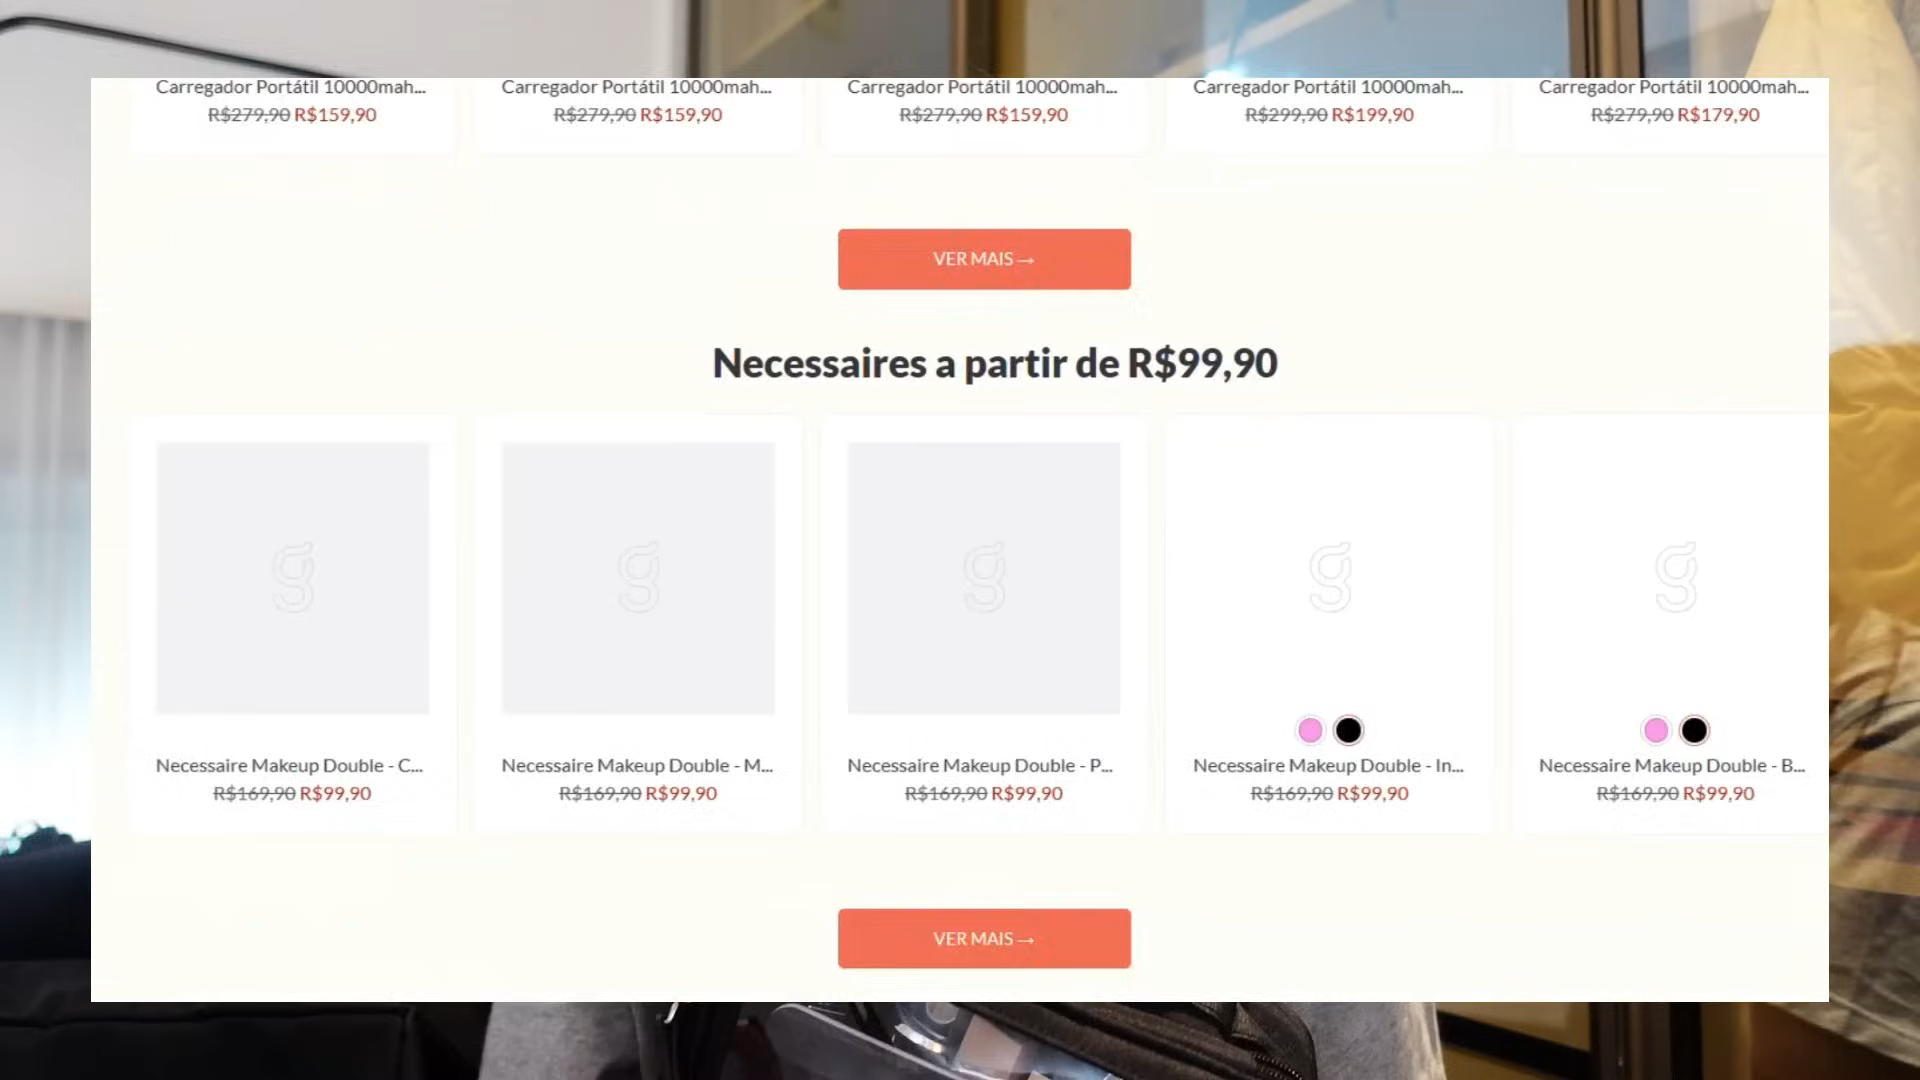 Carregador Portátil 10000mah...
R$279,90 R$159,90
Carregador Portátil 10000mah...
R$279,90 R$159,90
Carregador Portátil 10000mah...
R$279,90 R$159,90
Carregador Portátil 10000mah...
R$299,90 R$199,90
Carregador Portátil 10000mah...
R$279,90 R$179,90
VER MAIS →
Necessaires a partir de R$99,90
g
g
g
g
g
Necessaire Makeup Double - C...
R$169,90 R$99,90
Necessaire Makeup Double - M...
R$169,90 R$99,90
Necessaire Makeup Double - P...
R$169,90 R$99,90
Necessaire Makeup Double - In...
R$169,90 R$99,90
Necessaire Makeup Double - B...
R$169,90 R$99,90
VER MAIS →